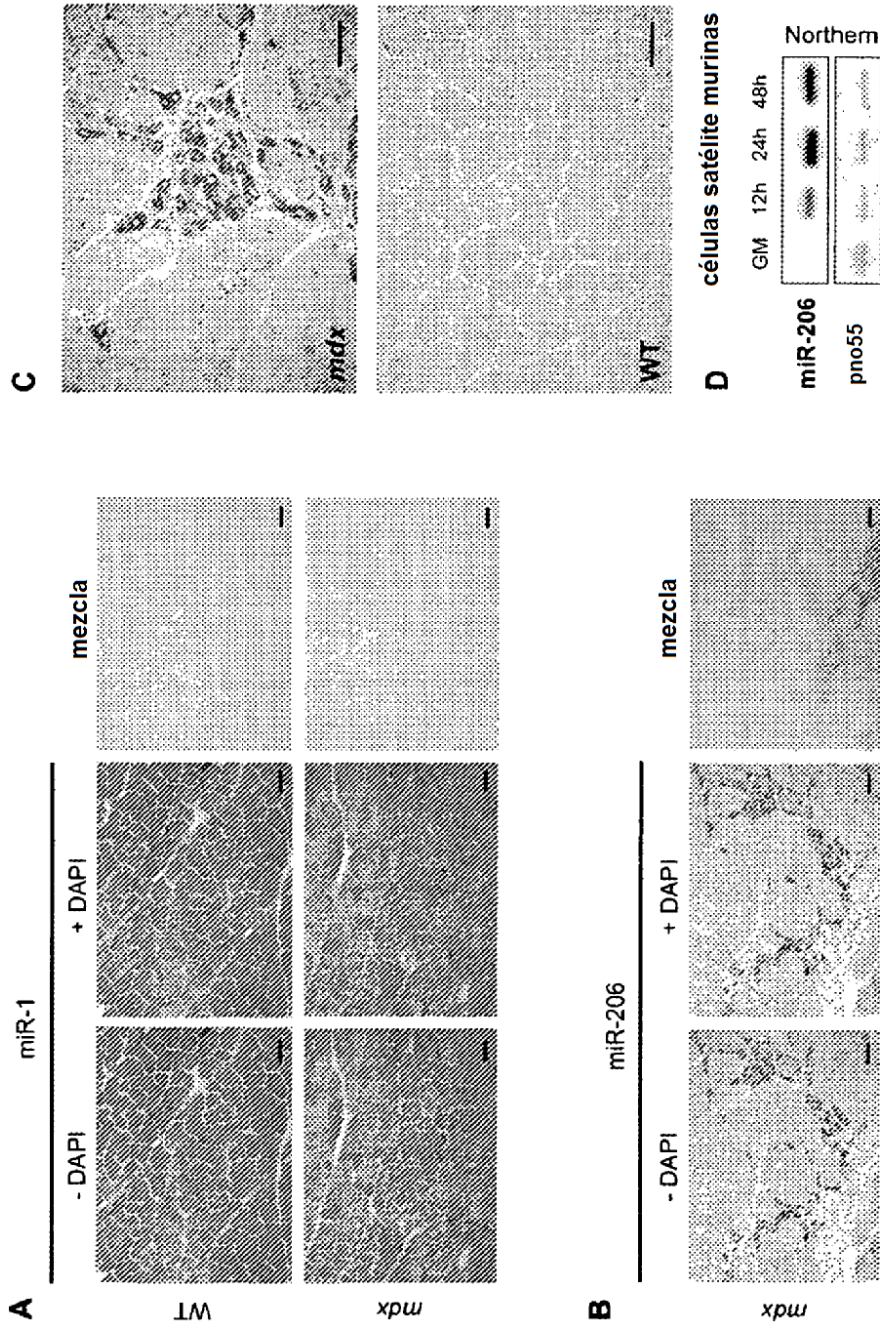 A
miR-1
- DAPI
+ DAPI
mezcla
WT
mdx
B
miR-206
- DAPI
+ DAPI
mezcla
mdx
C
mdx
WT
D
células satélite murinas
GM 12h 24h 48h
miR-206
pno55
Northern